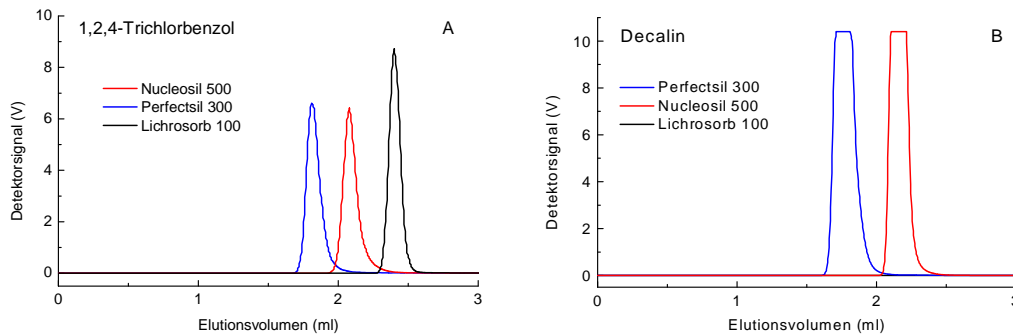 1,2,4-Trichlorbenzol
A
Nucleosil 500
Perfectsil 300
Lichrosorb 100
Detektorsignal (V)
10
8
6
4
2
0
0
1
2
3
Elutionsvolumen (ml)
Decalin
B
Perfectsil 300
Nucleosil 500
Lichrosorb 100
Detektorsignal (V)
10
8
6
4
2
0
0
1
2
3
Elutionsvolumen (ml)